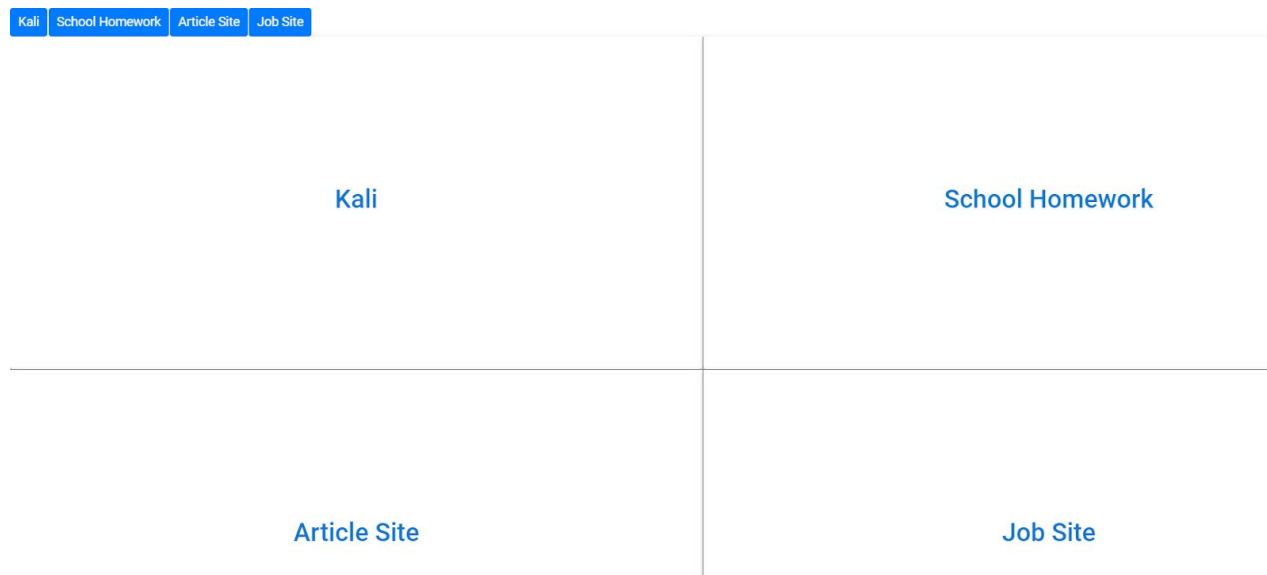 Kali School Homework Article Site Job Site
Kali School Homework
Article Site Job Site